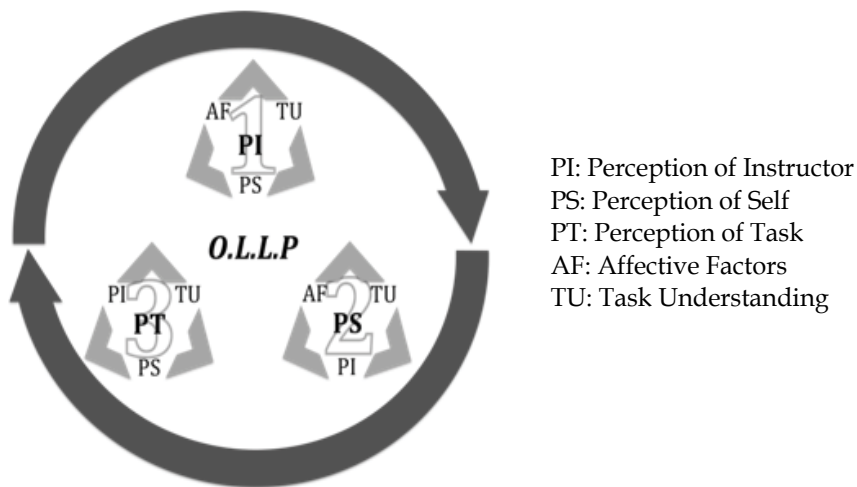 AF 1 TU
PI
PS
O.L.L.P
PI 3 TU
PT
PS
AF 2 TU
PS
PI
PI: Perception of Instructor
PS: Perception of Self
PT: Perception of Task
AF: Affective Factors
TU: Task Understanding